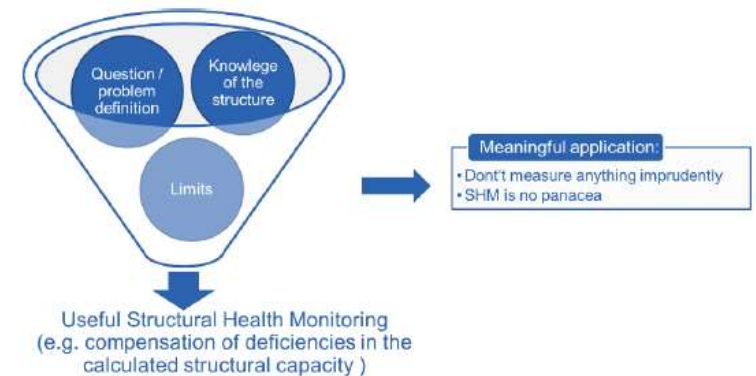 Question /
problem
definition
Knowlege
of the
structure
Limits
Meaningful application:
• Dont't measure anything imprudently
• SHM is no panacea
Useful Structural Health Monitoring
(e.g. compensation of deficiencies in the
calculated structural capacity )